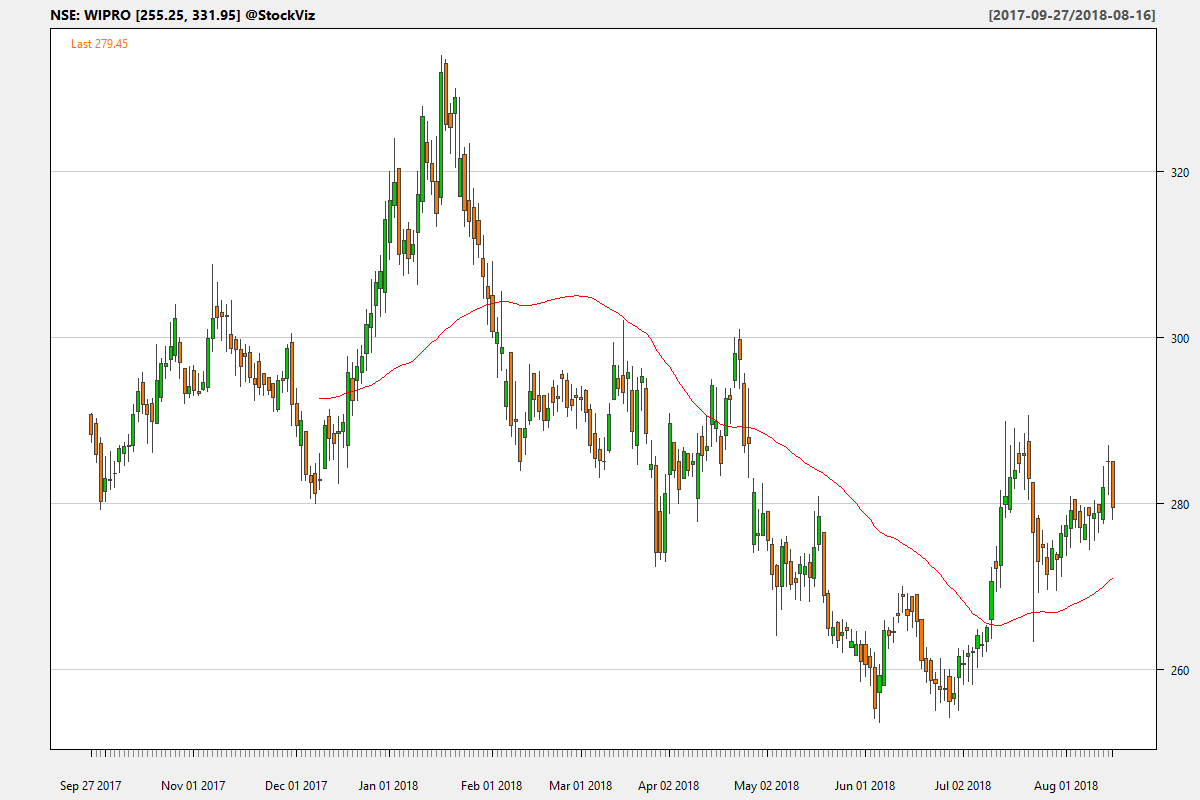 NSE: WIPRO [255.25, 331.95] @StockViz
[2017-09-27/2018-08-16]
Last 279.45
320
300
280
260
Sep 27 2017
Nov 01 2017
Dec 01 2017
Jan 01 2018
Feb 01 2018
Mar 01 2018
Apr 02 2018
May 02 2018
Jun 01 2018
Jul 02 2018
Aug 01 2018